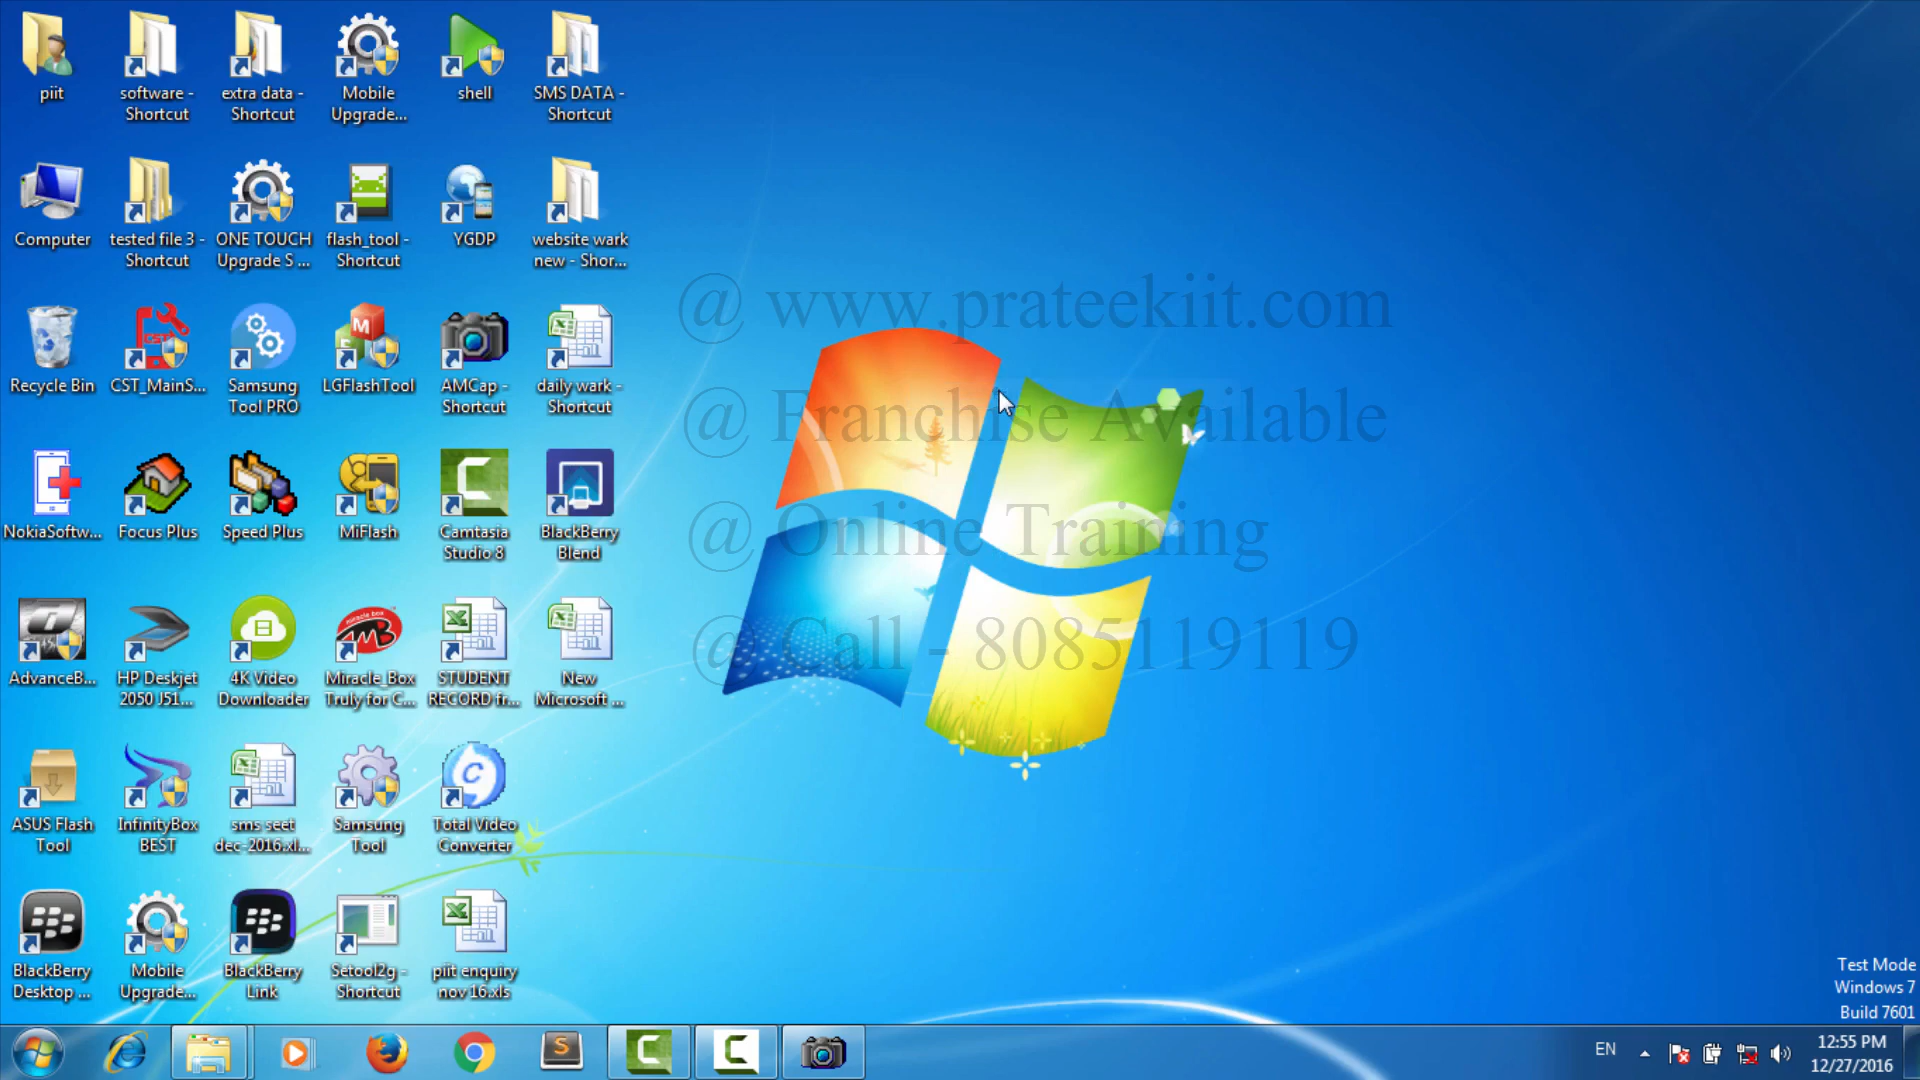 piit
software -
Shortcut
extra data -
Shortcut
Mobile
Upgrade...
shell
SMS DATA -
Shortcut
Computer
tested file 3 -
Shortcut
ONE TOUCH
Upgrade S ...
flash_tool -
Shortcut
YGDP
website wark
new - Shor...
@ www.prateekiit.com
Recycle Bin
CST_MainS...
Samsung
Tool PRO
LGFlashTool
AMCap -
Shortcut
daily wark -
Shortcut
@ Franchise Available
NokiaSoftw...
Focus Plus
Speed Plus
MiFlash
Camtasia
Studio 8
BlackBerry
Blend
@ Online Training
AdvanceB...
HP Deskjet
2050 J51...
4K Video
Downloader
Miracle_Box
Truly for C...
STUDENT
RECORD fr...
New
Microsoft ...
@ Call - 8085119119
ASUS Flash
Tool
InfinityBox
BEST
sms seet
dec-2016.xl...
Samsung
Tool
Total Video
Converter
BlackBerry
Desktop ...
Mobile
Upgrade...
BlackBerry
Link
Setool2g -
Shortcut
piit enquiry
nov 16.xls
Test Mode
Windows 7
Build 7601
EN
12:55 PM
12/27/2016